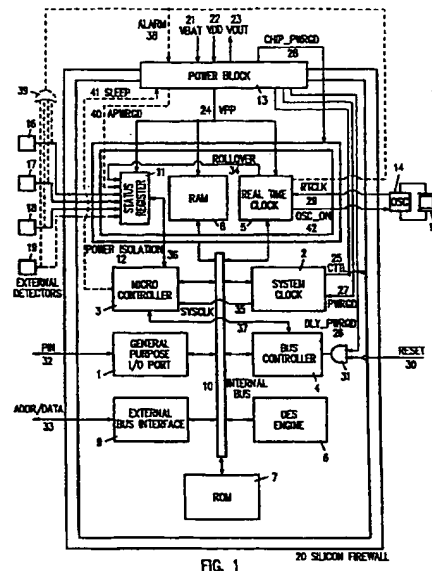 ALARM
38
21
VBAT
22
VDD
23
VOUT
CHIP_PWRGD
28
41 SLEEP
POWER BLOCK
13
39
40 APWRGD
24
VPP
16
17
18
19
EXTERNAL
DETECTORS
ROLLOVER
34
11
STATUS
REGISTER
RAM
REAL TIME
CLOCK
5
RTCLK
29
OSC_ON
42
14
OSC
POWER ISOLATION
12
36
2
MICRO
CONTROLLER
3
SYSCLK
35
SYSTEM
CLOCK
25
CTL
27
PWRGD
37
DLY_PWRGD
26
PIN
32
GENERAL
PURPOSE
I/O PORT
1
10
INTERNAL
BUS
BUS
CONTROLLER
4
31
RESET
30
ADDR/DATA
33
EXTERNAL
BUS INTERFACE
9
DES
ENGINE
6
ROM
7
20 SILICON FIREWALL
FIG. 1